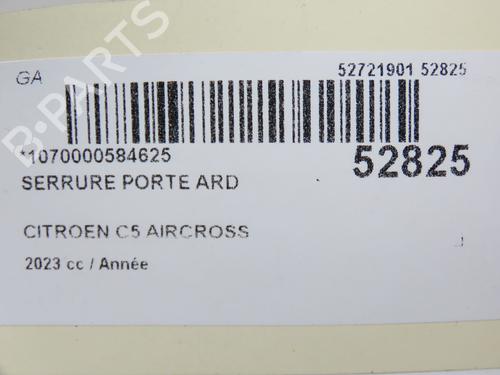 GA
52721901 52825
*1070000584625
52825
SERRURE PORTE ARD
CITROEN C5 AIRCROSS
2023 cc / Année
B-PARTS